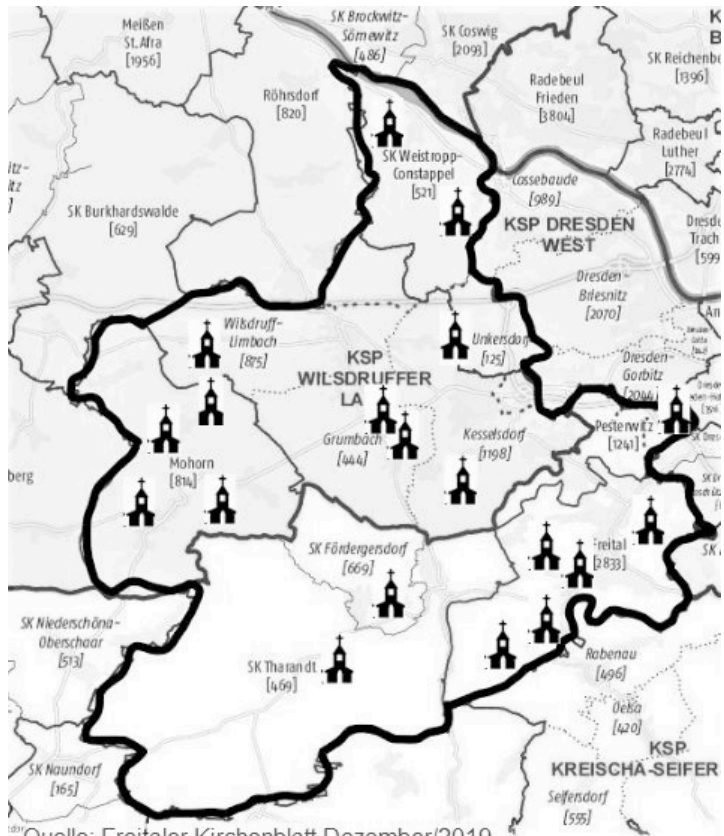 Meißen
St. Afra
[1956]
SK Brockwitz-
Sörnewitz
[486]
SK Coswig
[2093]
SK Reichenbe
[1396]
Röhrsdorf
[820]
Radebeul
Frieden
[3804]
Radebeul
Luther
[2774]
SK Weistropp-
Constappel
[521]
Cossebaude
[989]
SK Burkhardswalde
[629]
KSP DRESDEN
WEST
Dresden-
Briesnitz
[2070]
Wilsdruff-
Limbach
[875]
KSP
WILSDRUFFER
LA
Unkersdorf
[125]
Dresden
Gorbitz
[2044]
Pesterwitz
[1241]
Grumbach
[444]
Kesselsdorf
[1198]
Mohorn
[814]
berg
SK Fördergersdorf
[669]
Freital
[2833]
SK Niederschöna-
Oberschaar
[513]
SK Tharandt
[469]
Rabenau
[496]
Oelsa
[420]
SK Naundorf
[165]
KSP
KREISCHA-SEIFER
Seifersdorf
[555]
Quelle: Freitaler Kirchenblatt Dezember/2019